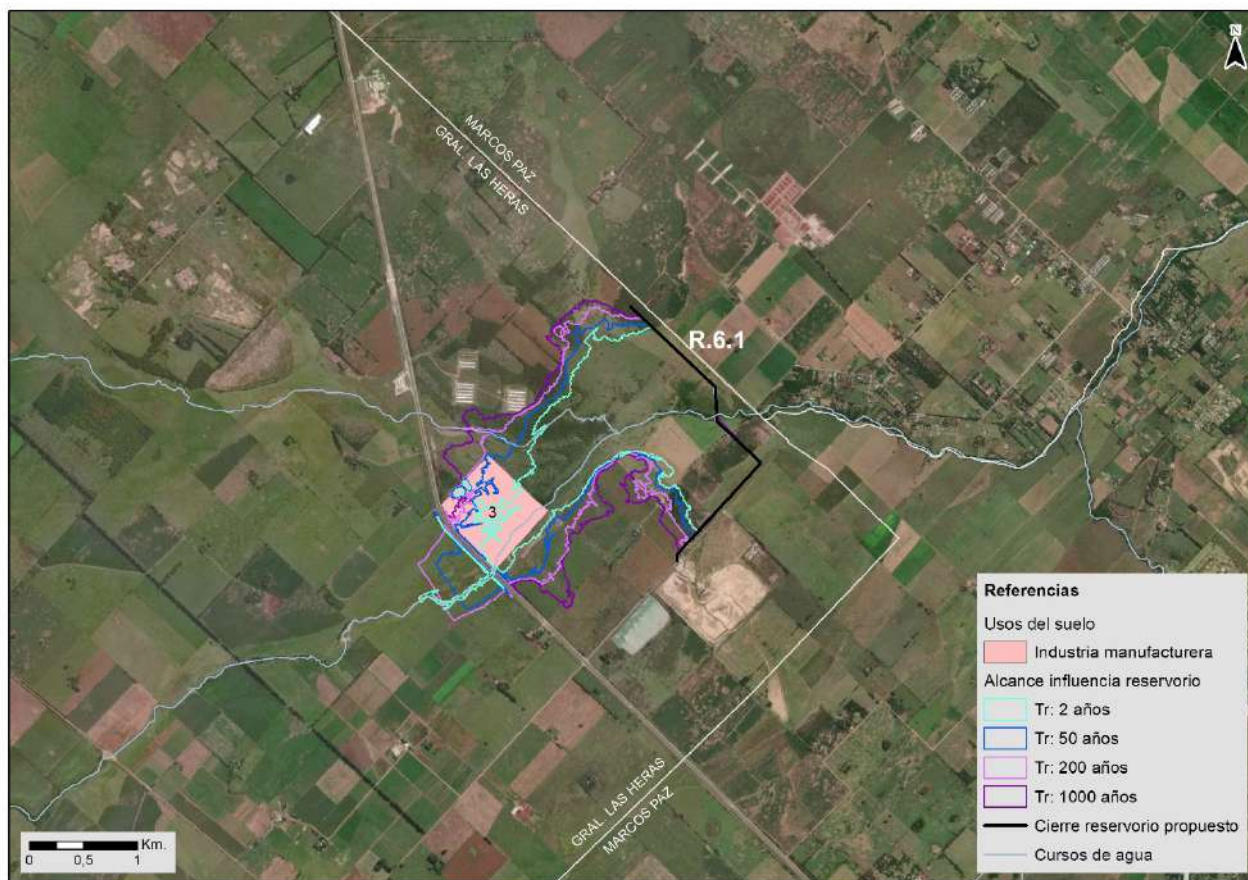 N
MARCOS PAZ
GRAL. LAS HERAS
R.6.1
3
GRAL. LAS HERAS
MARCOS PAZ
Referencias
Usos del suelo
Industria manufacturera
Alcance influencia reservorio
Tr: 2 años
Tr: 50 años
Tr: 200 años
Tr: 1000 años
Cierre reservorio propuesto
Cursos de agua
Km.
0 0,5 1